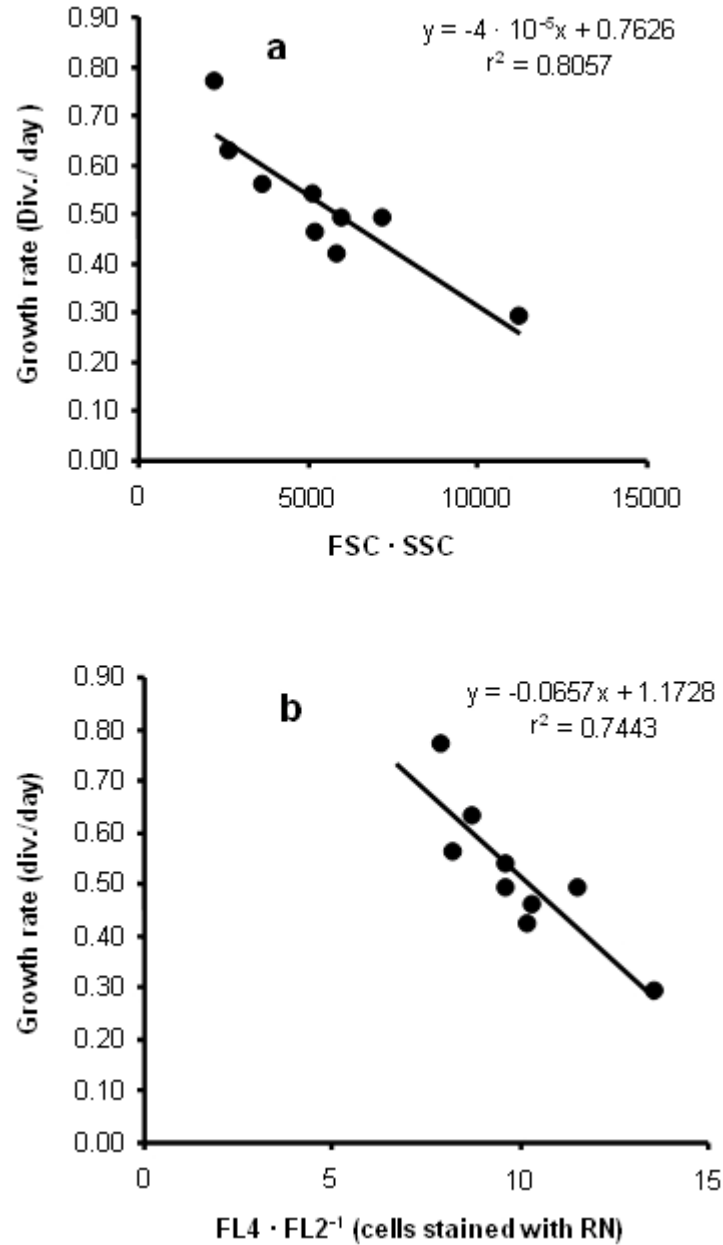 a
y = -4 · 10⁻⁵x + 0.7626
r² = 0.8057
Growth rate (Div./ day )
0.90
0.80
0.70
0.60
0.50
0.40
0.30
0.20
0.10
0.00
0 5000 10000 15000
FSC · SSC
b
y = -0.0657x + 1.1728
r² = 0.7443
Growth rate (div./day)
0.90
0.80
0.70
0.60
0.50
0.40
0.30
0.20
0.10
0.00
0 5 10 15
FL4 · FL2⁻¹ (cells stained with RN)